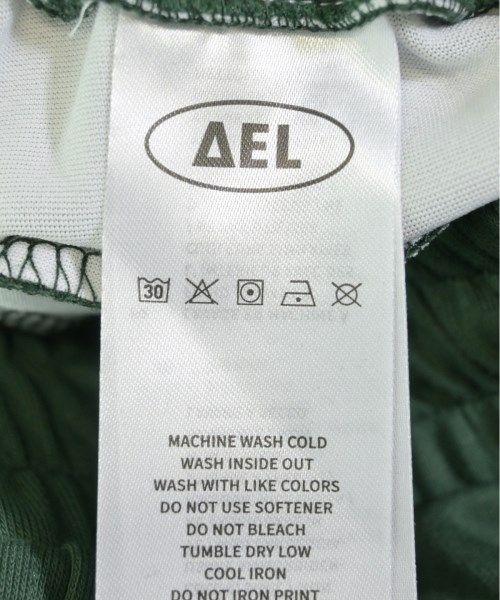 ΔEL
30
MACHINE WASH COLD
WASH INSIDE OUT
WASH WITH LIKE COLORS
DO NOT USE SOFTENER
DO NOT BLEACH
TUMBLE DRY LOW
COOL IRON
DO NOT IRON PRINT